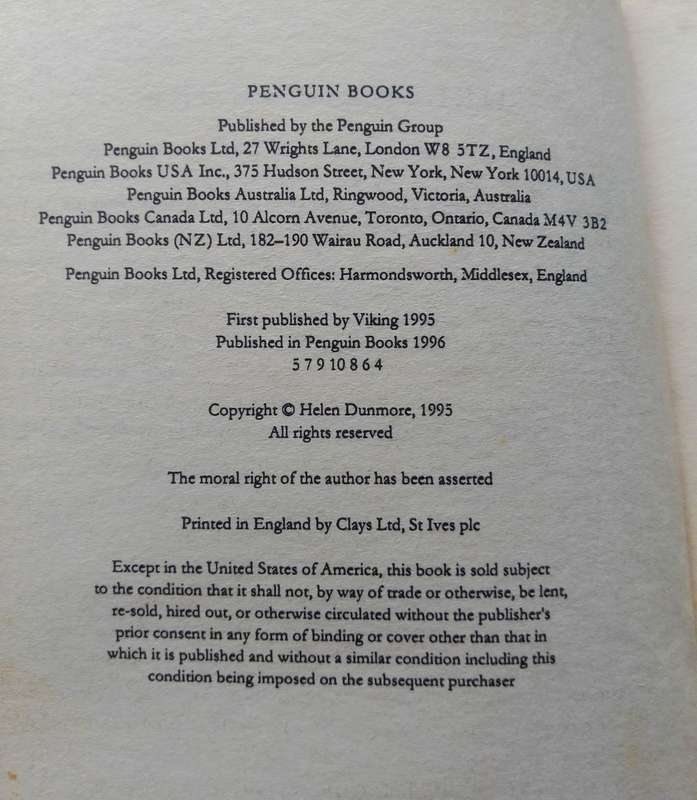 PENGUIN BOOKS
Published by the Penguin Group
Penguin Books Ltd, 27 Wrights Lane, London W8 5TZ, England
Penguin Books USA Inc., 375 Hudson Street, New York, New York 10014, USA
Penguin Books Australia Ltd, Ringwood, Victoria, Australia
Penguin Books Canada Ltd, 10 Alcorn Avenue, Toronto, Ontario, Canada M4V 3B2
Penguin Books (NZ) Ltd, 182–190 Wairau Road, Auckland 10, New Zealand
Penguin Books Ltd, Registered Offices: Harmondsworth, Middlesex, England
First published by Viking 1995
Published in Penguin Books 1996
5 7 9 10 8 6 4
Copyright © Helen Dunmore, 1995
All rights reserved
The moral right of the author has been asserted
Printed in England by Clays Ltd, St Ives plc
Except in the United States of America, this book is sold subject
to the condition that it shall not, by way of trade or otherwise, be lent,
re-sold, hired out, or otherwise circulated without the publisher's
prior consent in any form of binding or cover other than that in
which it is published and without a similar condition including this
condition being imposed on the subsequent purchaser